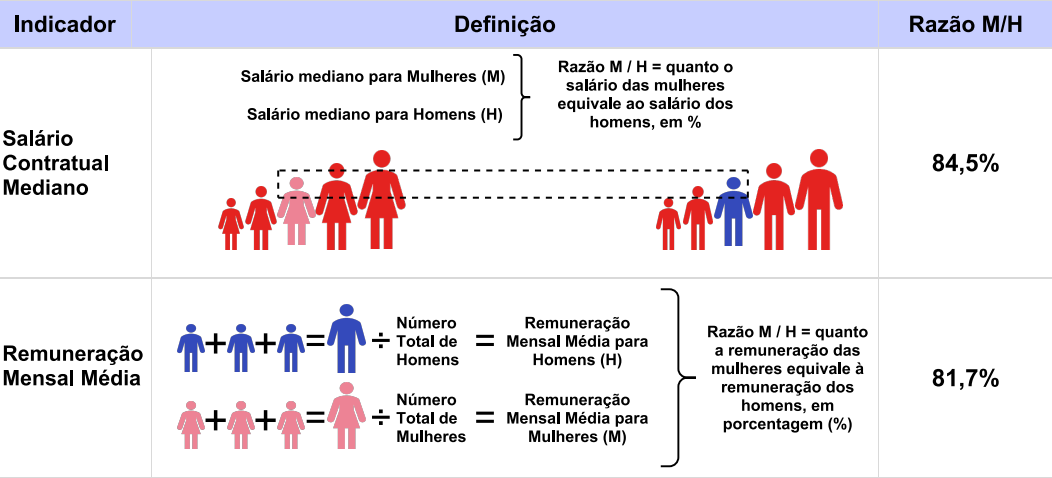 Indicador
Definição
Razão M/H
Salário
Contratual
Mediano
Salário mediano para Mulheres (M)
Salário mediano para Homens (H)
Razão M / H = quanto o
salário das mulheres
equivale ao salário dos
homens, em %
84,5%
Remuneração
Mensal Média
+
+
=
÷
Número
Total de
Homens
=
Remuneração
Mensal Média para
Homens (H)
+
+
=
÷
Número
Total de
Mulheres
=
Remuneração
Mensal Média para
Mulheres (M)
Razão M / H = quanto
a remuneração das
mulheres equivale à
remuneração dos
homens, em
porcentagem (%)
81,7%